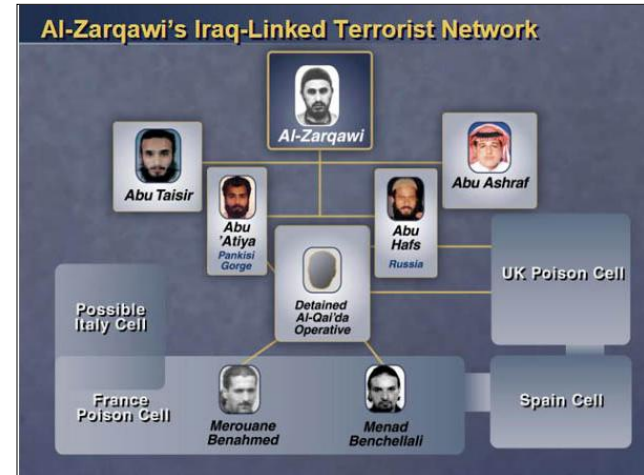 Al-Zarqawi's Iraq-Linked Terrorist Network
Al-Zarqawi
Abu Taisir
Abu Ashraf
Abu
'Atiya
Pankisi
Gorge
Abu
Hafs
Russia
UK Poison Cell
Detained
Al-Qai'da
Operative
Possible
Italy Cell
France
Poison Cell
Merouane
Benahmed
Menad
Benchellali
Spain Cell